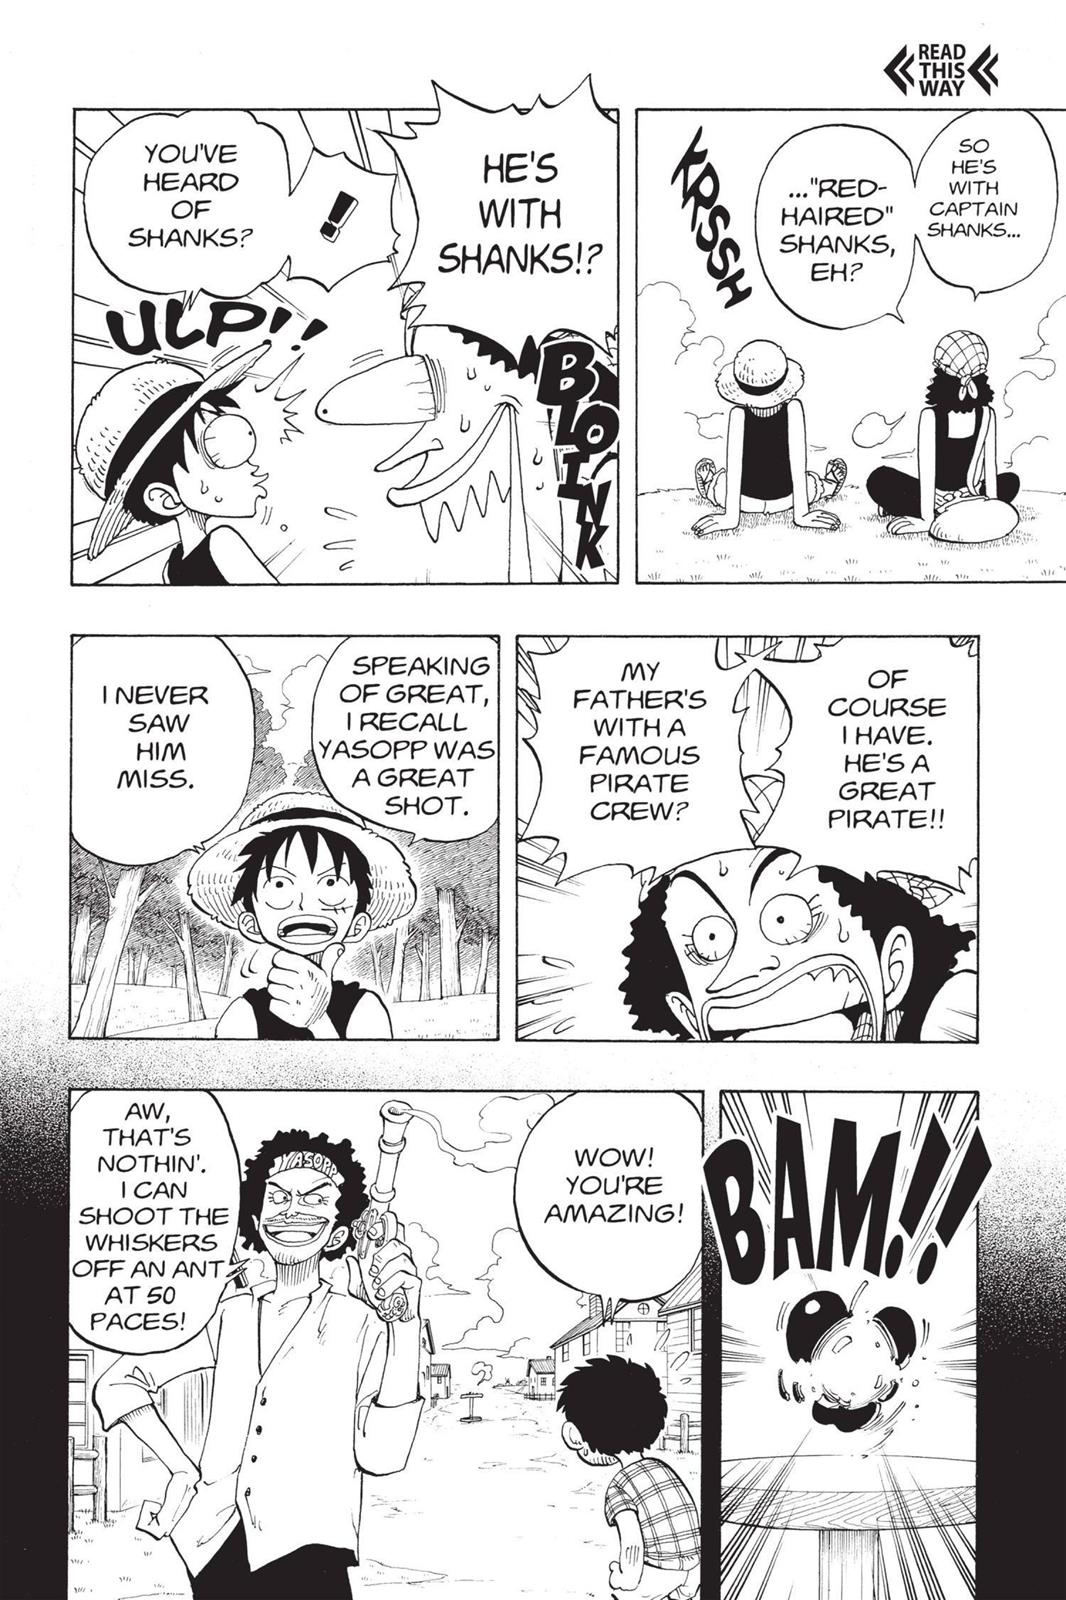 READ
THIS
WAY
SO
HE'S
WITH
CAPTAIN
SHANKS...
..."RED-
HAIRED"
SHANKS,
EH?
KRSSH
HE'S
WITH
SHANKS!?
BLOINK
!
YOU'VE
HEARD
OF
SHANKS?
ULP!!
OF
COURSE
I HAVE.
HE'S A
GREAT
PIRATE!!
MY
FATHER'S
WITH A
FAMOUS
PIRATE
CREW?
SPEAKING
OF GREAT,
I RECALL
YASOPP WAS
A GREAT
SHOT.
I NEVER
SAW
HIM
MISS.
BAM!!
WOW!
YOU'RE
AMAZING!
YASOPP
AW,
THAT'S
NOTHIN'.
I CAN
SHOOT THE
WHISKERS
OFF AN ANT
AT 50
PACES!